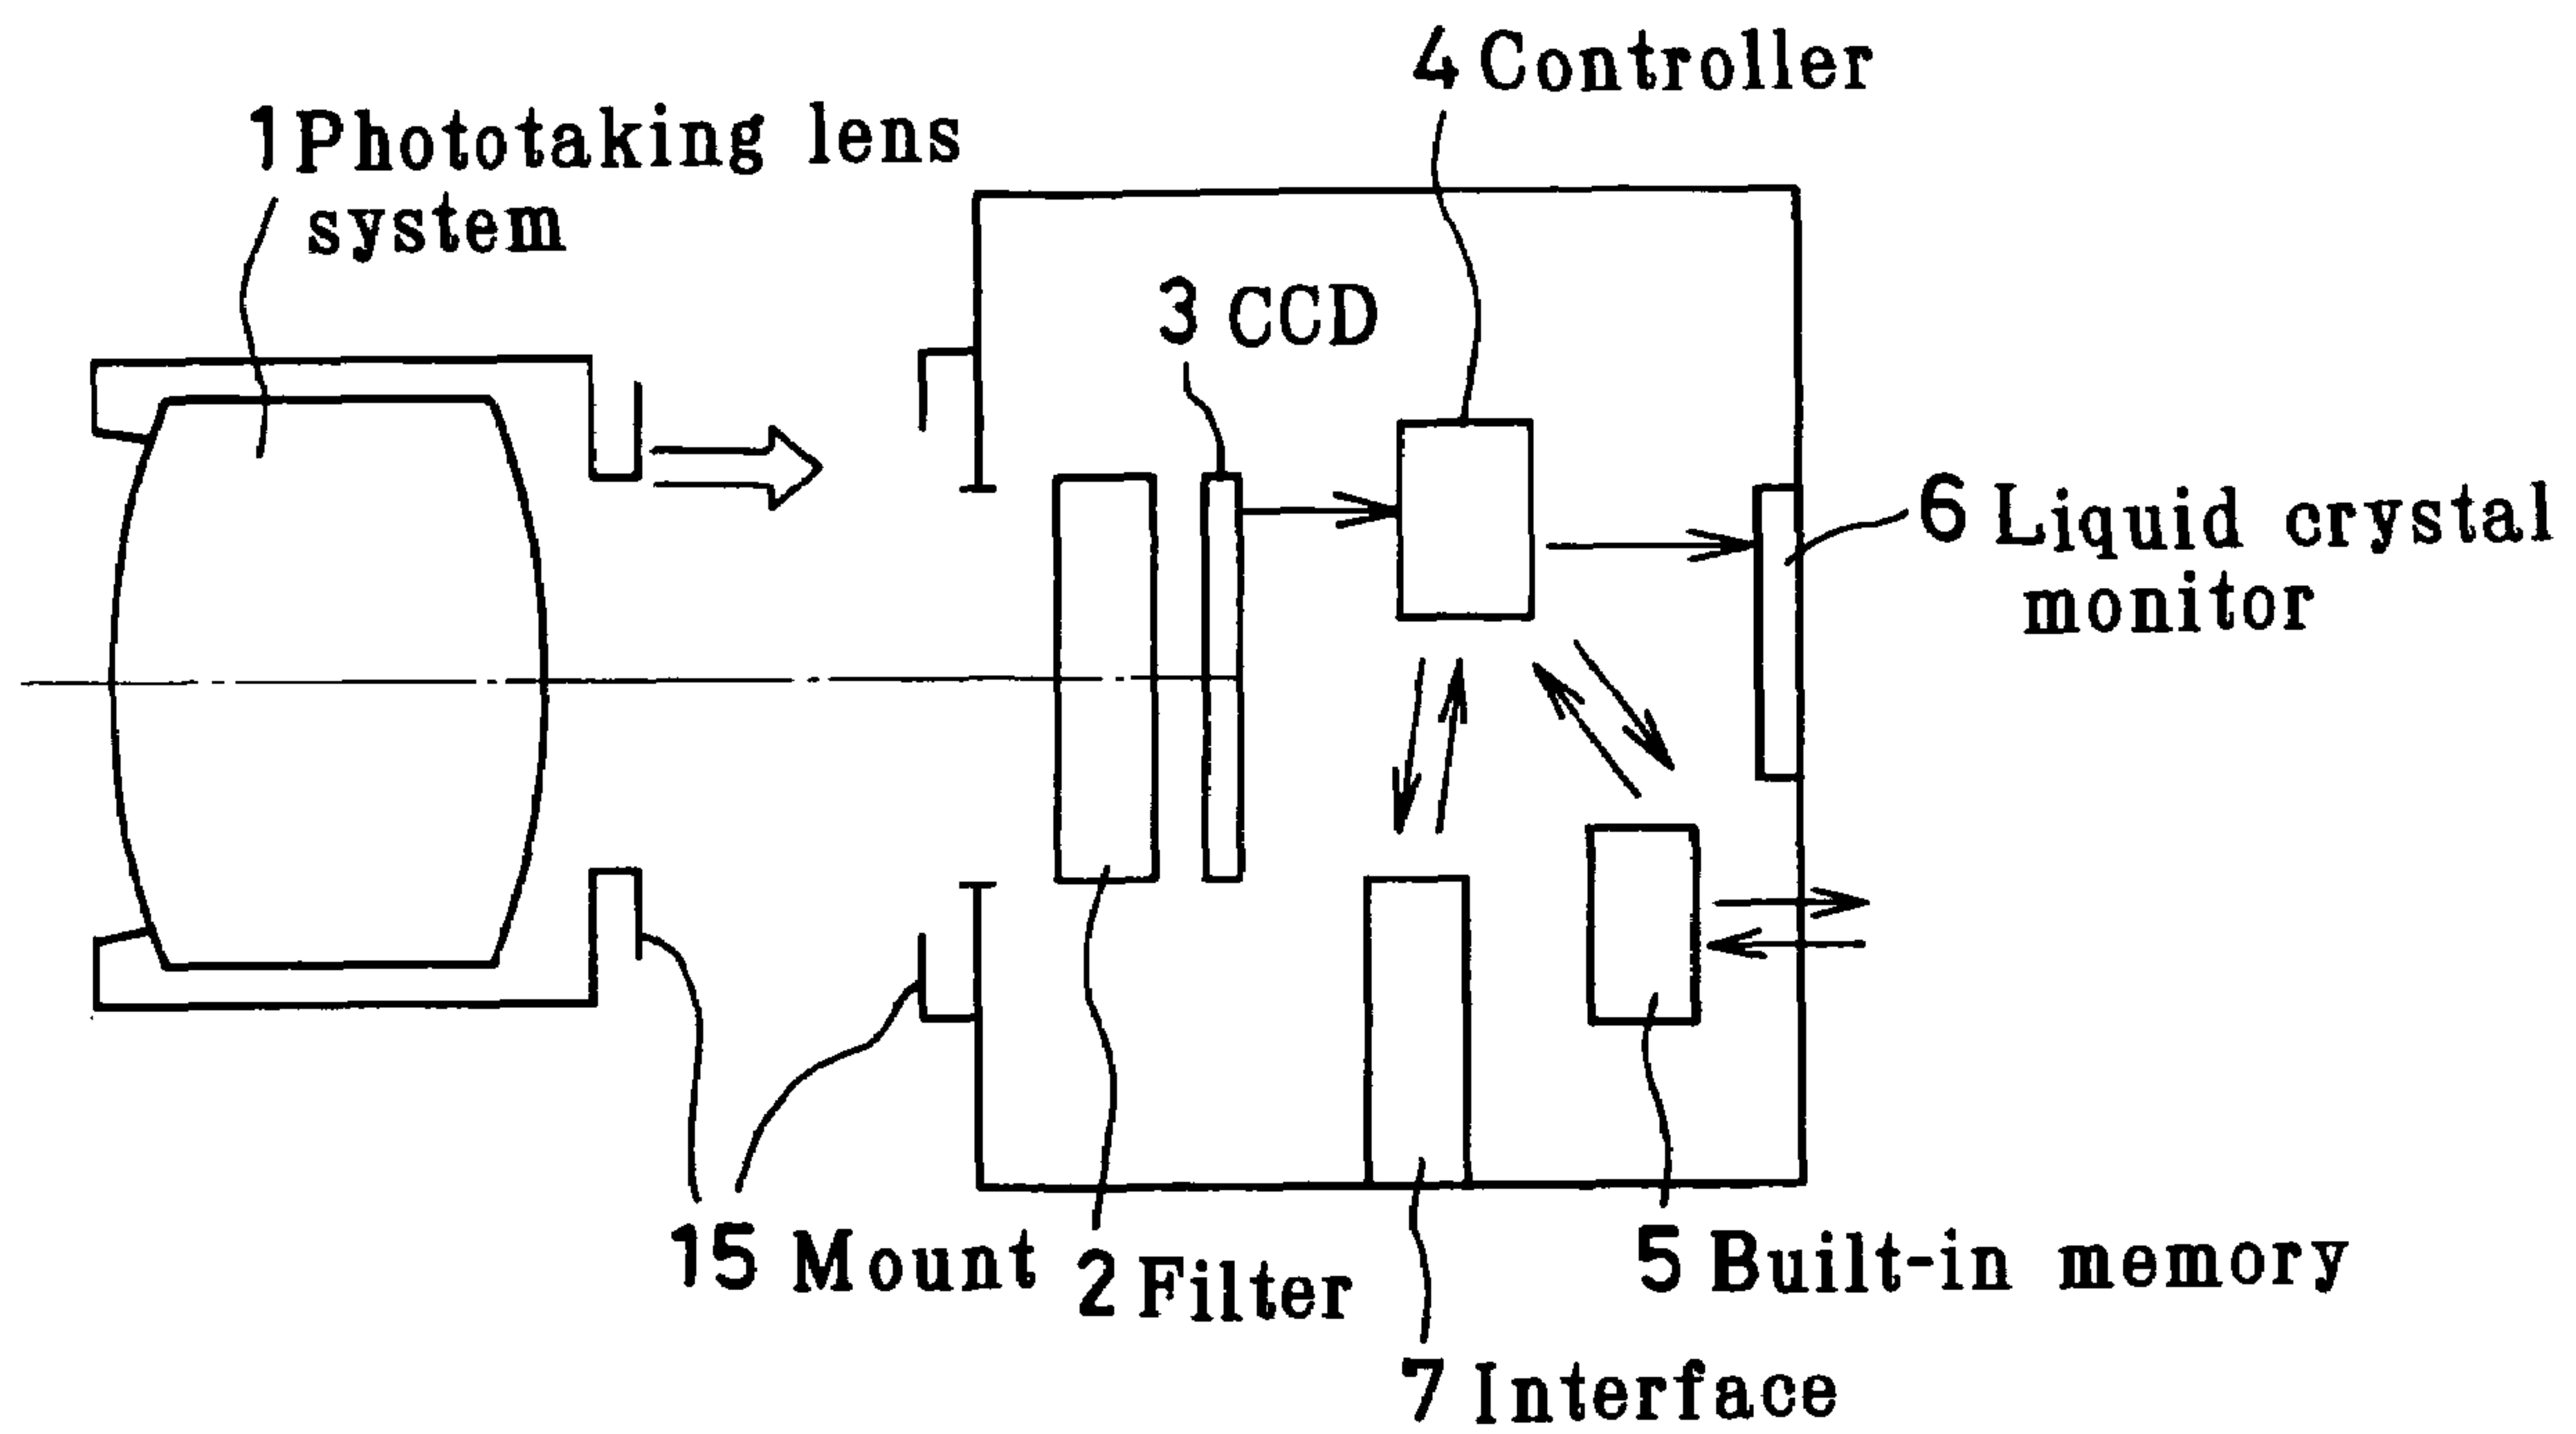 4 Controller
1 Phototaking lens
system
3 CCD
6 Liquid crystal
monitor
15 Mount
2 Filter
5 Built-in memory
7 Interface